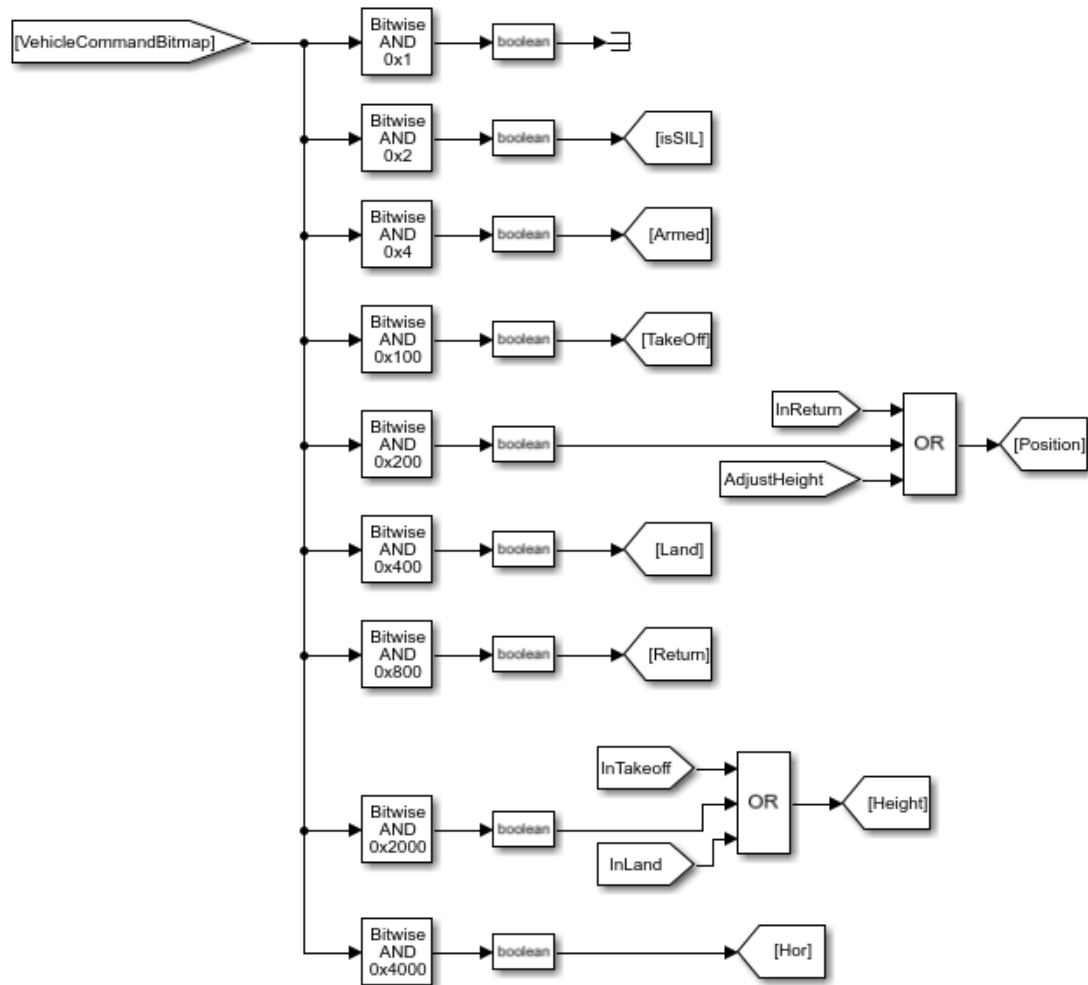 [VehicleCommandBitmap]
Bitwise
AND
0x1
boolean
Bitwise
AND
0x2
boolean
[isSIL]
Bitwise
AND
0x4
boolean
[Armed]
Bitwise
AND
0x100
boolean
[TakeOff]
InReturn
Bitwise
AND
0x200
boolean
OR
[Position]
AdjustHeight
Bitwise
AND
0x400
boolean
[Land]
Bitwise
AND
0x800
boolean
[Return]
InTakeoff
Bitwise
AND
0x2000
boolean
OR
[Height]
InLand
Bitwise
AND
0x4000
boolean
[Hor]